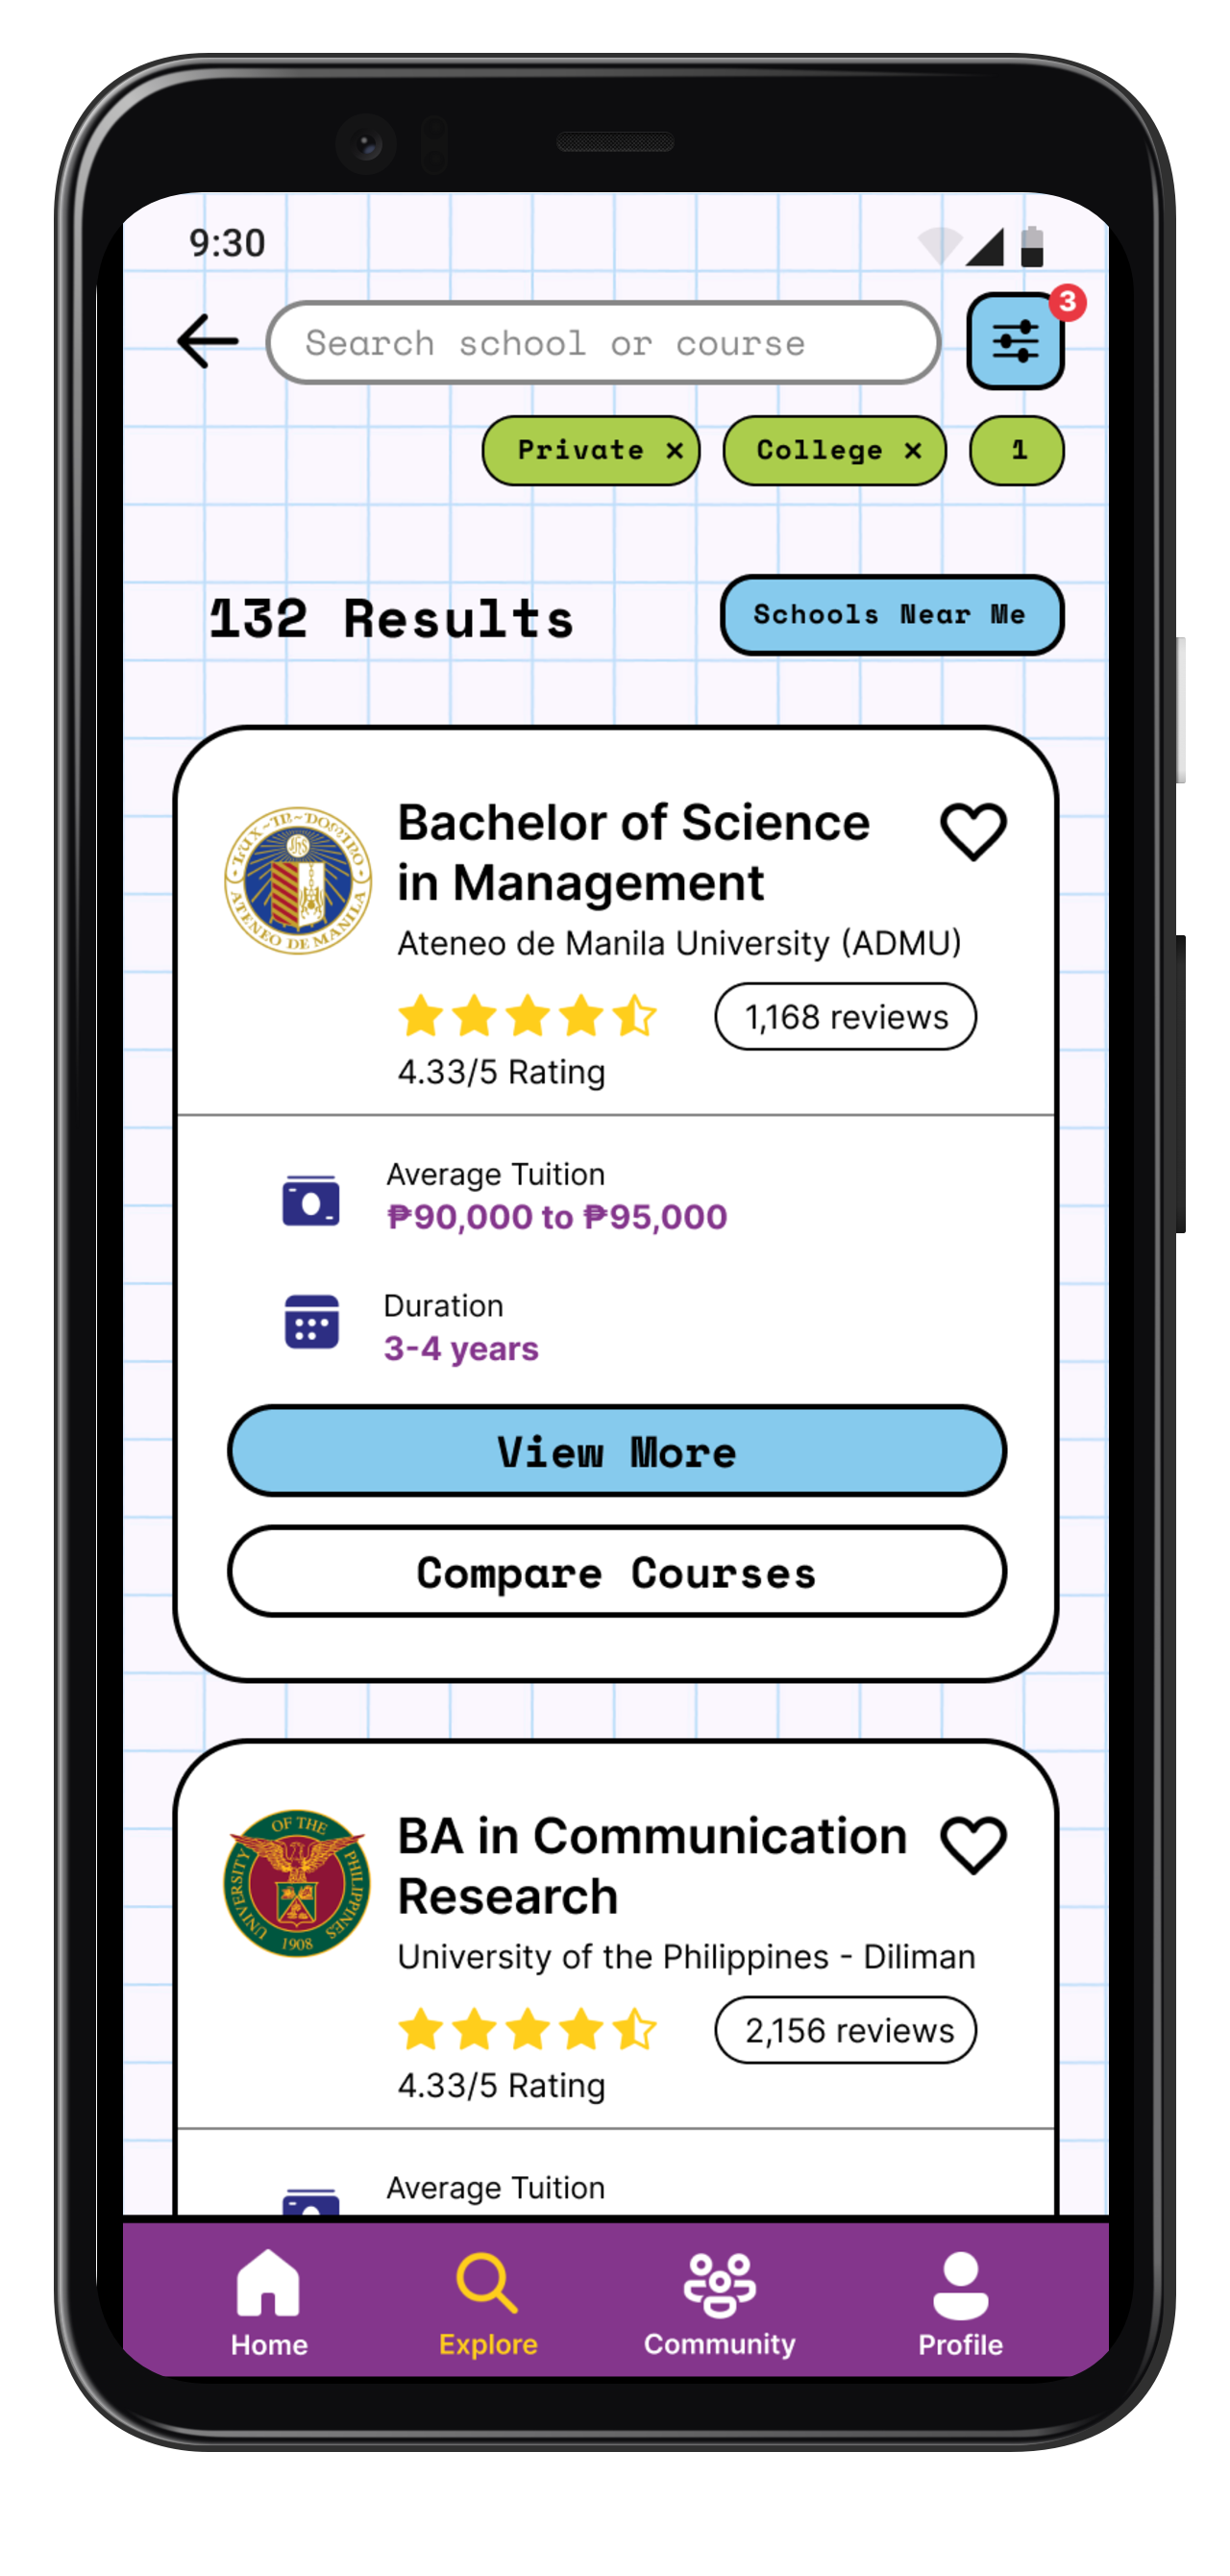 9:30
Search school or course
3
Private ×
College ×
1
132 Results
Schools Near Me
LUX~IN~DOMINO
ATENEO DE MANILA
Bachelor of Science
in Management
Ateneo de Manila University (ADMU)
1,168 reviews
4.33/5 Rating
Average Tuition
₱90,000 to ₱95,000
Duration
3-4 years
View More
Compare Courses
UNIVERSITY OF THE PHILIPPINES
1908
BA in Communication
Research
University of the Philippines - Diliman
2,156 reviews
4.33/5 Rating
Average Tuition
Home
Explore
Community
Profile